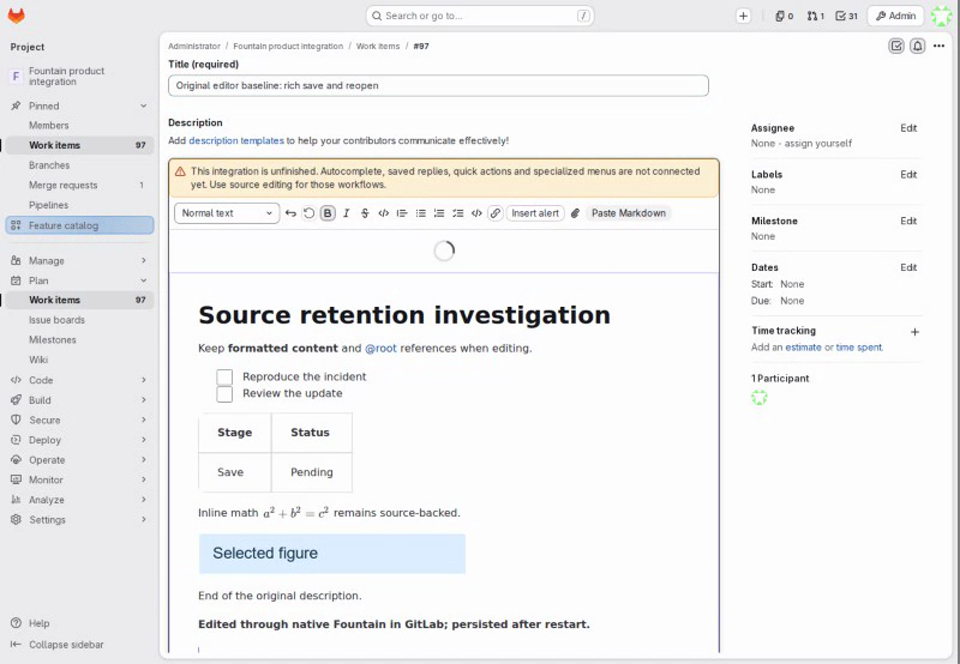 Search or go to...
/
0
1
31
Admin
Project
F
Fountain product
integration
Pinned
Members
Work items 97
Branches
Merge requests 1
Pipelines
Feature catalog
Manage
Plan
Work items 97
Issue boards
Milestones
Wiki
Code
Build
Secure
Deploy
Operate
Monitor
Analyze
Settings
Help
Collapse sidebar
Administrator / Fountain product integration / Work items / #97
Title (required)
Original editor baseline: rich save and reopen
Description
Add description templates to help your contributors communicate effectively!
This integration is unfinished. Autocomplete, saved replies, quick actions and specialized menus are not connected
yet. Use source editing for those workflows.
Normal text
B I S
Insert alert
Paste Markdown
Source retention investigation
Keep formatted content and @root references when editing.
Reproduce the incident
Review the update
Stage Status
Save Pending
Inline math a² + b² = c² remains source-backed.
Selected figure
End of the original description.
Edited through native Fountain in GitLab; persisted after restart.
Assignee Edit
None - assign yourself
Labels Edit
None
Milestone Edit
None
Dates Edit
Start: None
Due: None
Time tracking
Add an estimate or time spent.
1 Participant